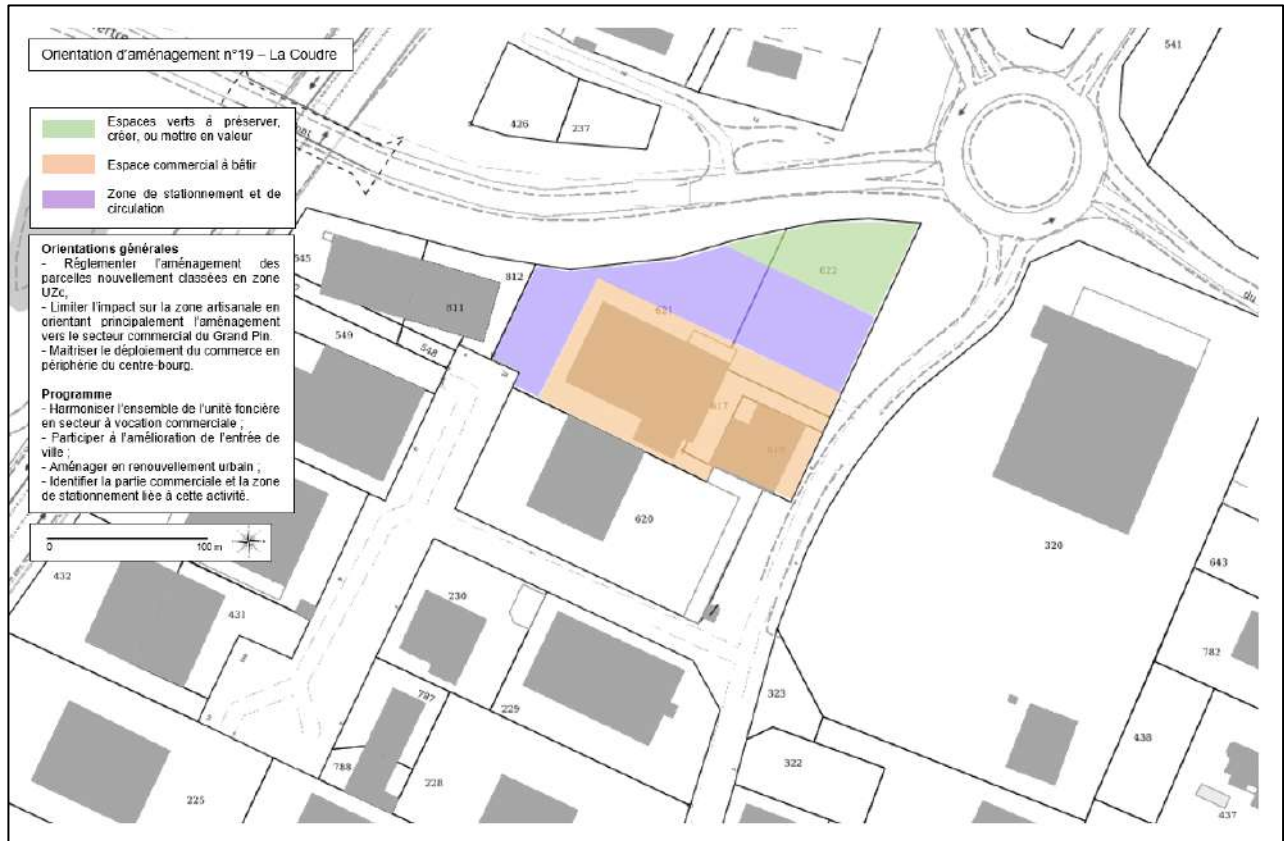 Orientation d'aménagement n°19 – La Coudre
Espaces verts à préserver,
créer, ou mettre en valeur
Espace commercial à bâtir
Zone de stationnement et de
circulation
Orientations générales
- Réglementer l'aménagement des
parcelles nouvellement classées en zone
UZc,
- Limiter l'impact sur la zone artisanale en
orientant principalement l'aménagement
vers le secteur commercial du Grand Pin.
- Maitriser le déploiement du commerce en
périphérie du centre-bourg.
Programme
- Harmoniser l'ensemble de l'unité foncière
en secteur à vocation commerciale ;
- Participer à l'amélioration de l'entrée de
ville ;
- Aménager en renouvellement urbain ;
- Identifier la partie commerciale et la zone
de stationnement liée à cette activité.
0 100 m
541
426
237
622
812
545
621
811
549
548
617
620
320
432
431
230
643
782
797
229
323
438
788
228
322
225
437
du